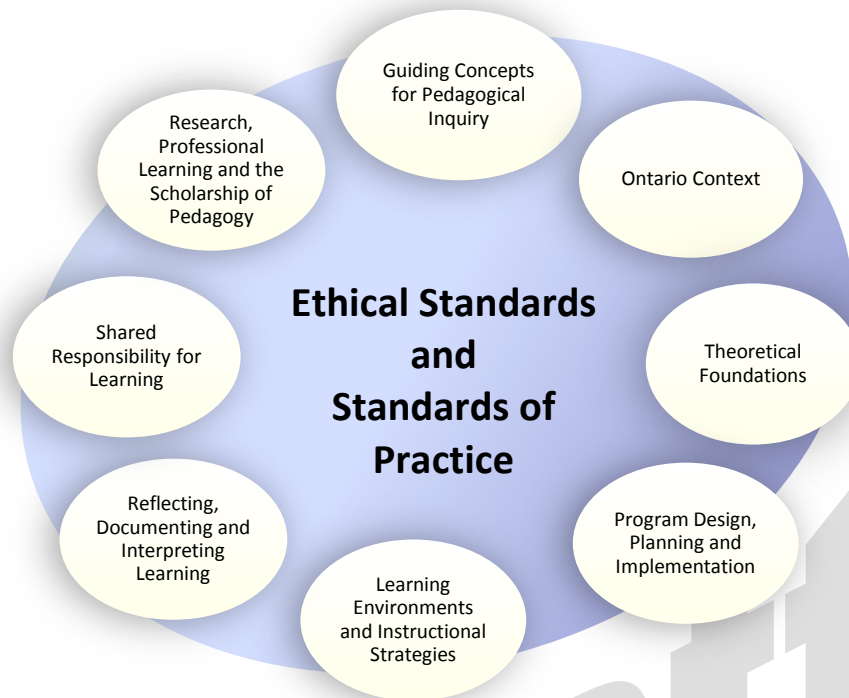 Guiding Concepts
for Pedagogical
Inquiry
Ontario Context
Theoretical
Foundations
Program Design,
Planning and
Implementation
Learning
Environments
and Instructional
Strategies
Reflecting,
Documenting and
Interpreting
Learning
Shared
Responsibility for
Learning
Research,
Professional
Learning and the
Scholarship of
Pedagogy
Ethical Standards
and
Standards of
Practice